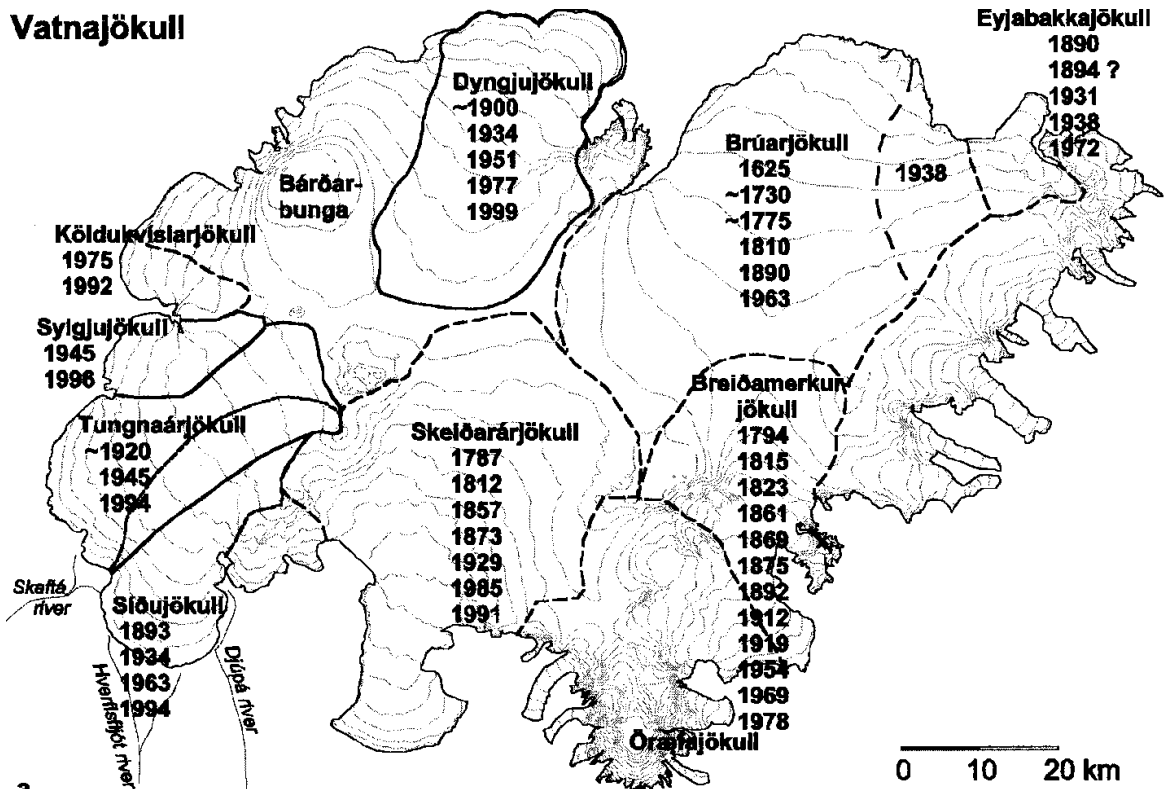 Vatnajökull
Eyjabakkajökull
1890
1894 ?
1931
1938
1972
Dyngjujökull
~1900
1934
1951
1977
1999
Brúarjökull
1625
~1730
~1775
1810
1890
1963
1938
Bárðar-
bunga
Köldukvíslarjökull
1975
1992
Sylgjujökull
1945
1996
Tungnaárjökull
~1920
1945
1994
Skeiðarárjökull
1787
1812
1857
1873
1929
1985
1991
Breiðamerkur-
jökull
1794
1815
1823
1861
1869
1875
1892
1912
1919
1954
1969
1978
Skaftá
river
Síðujökull
1893
1934
1963
1994
Hverfisfljót river
Djúpá river
Öræfajökull
0 10 20 km